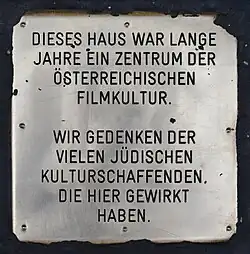 DIESES HAUS WAR LANGE
JAHRE EIN ZENTRUM DER
ÖSTERREICHISCHEN
FILMKULTUR.
WIR GEDENKEN DER
VIELEN JÜDISCHEN
KULTURSCHAFFENDEN,
DIE HIER GEWIRKT
HABEN.